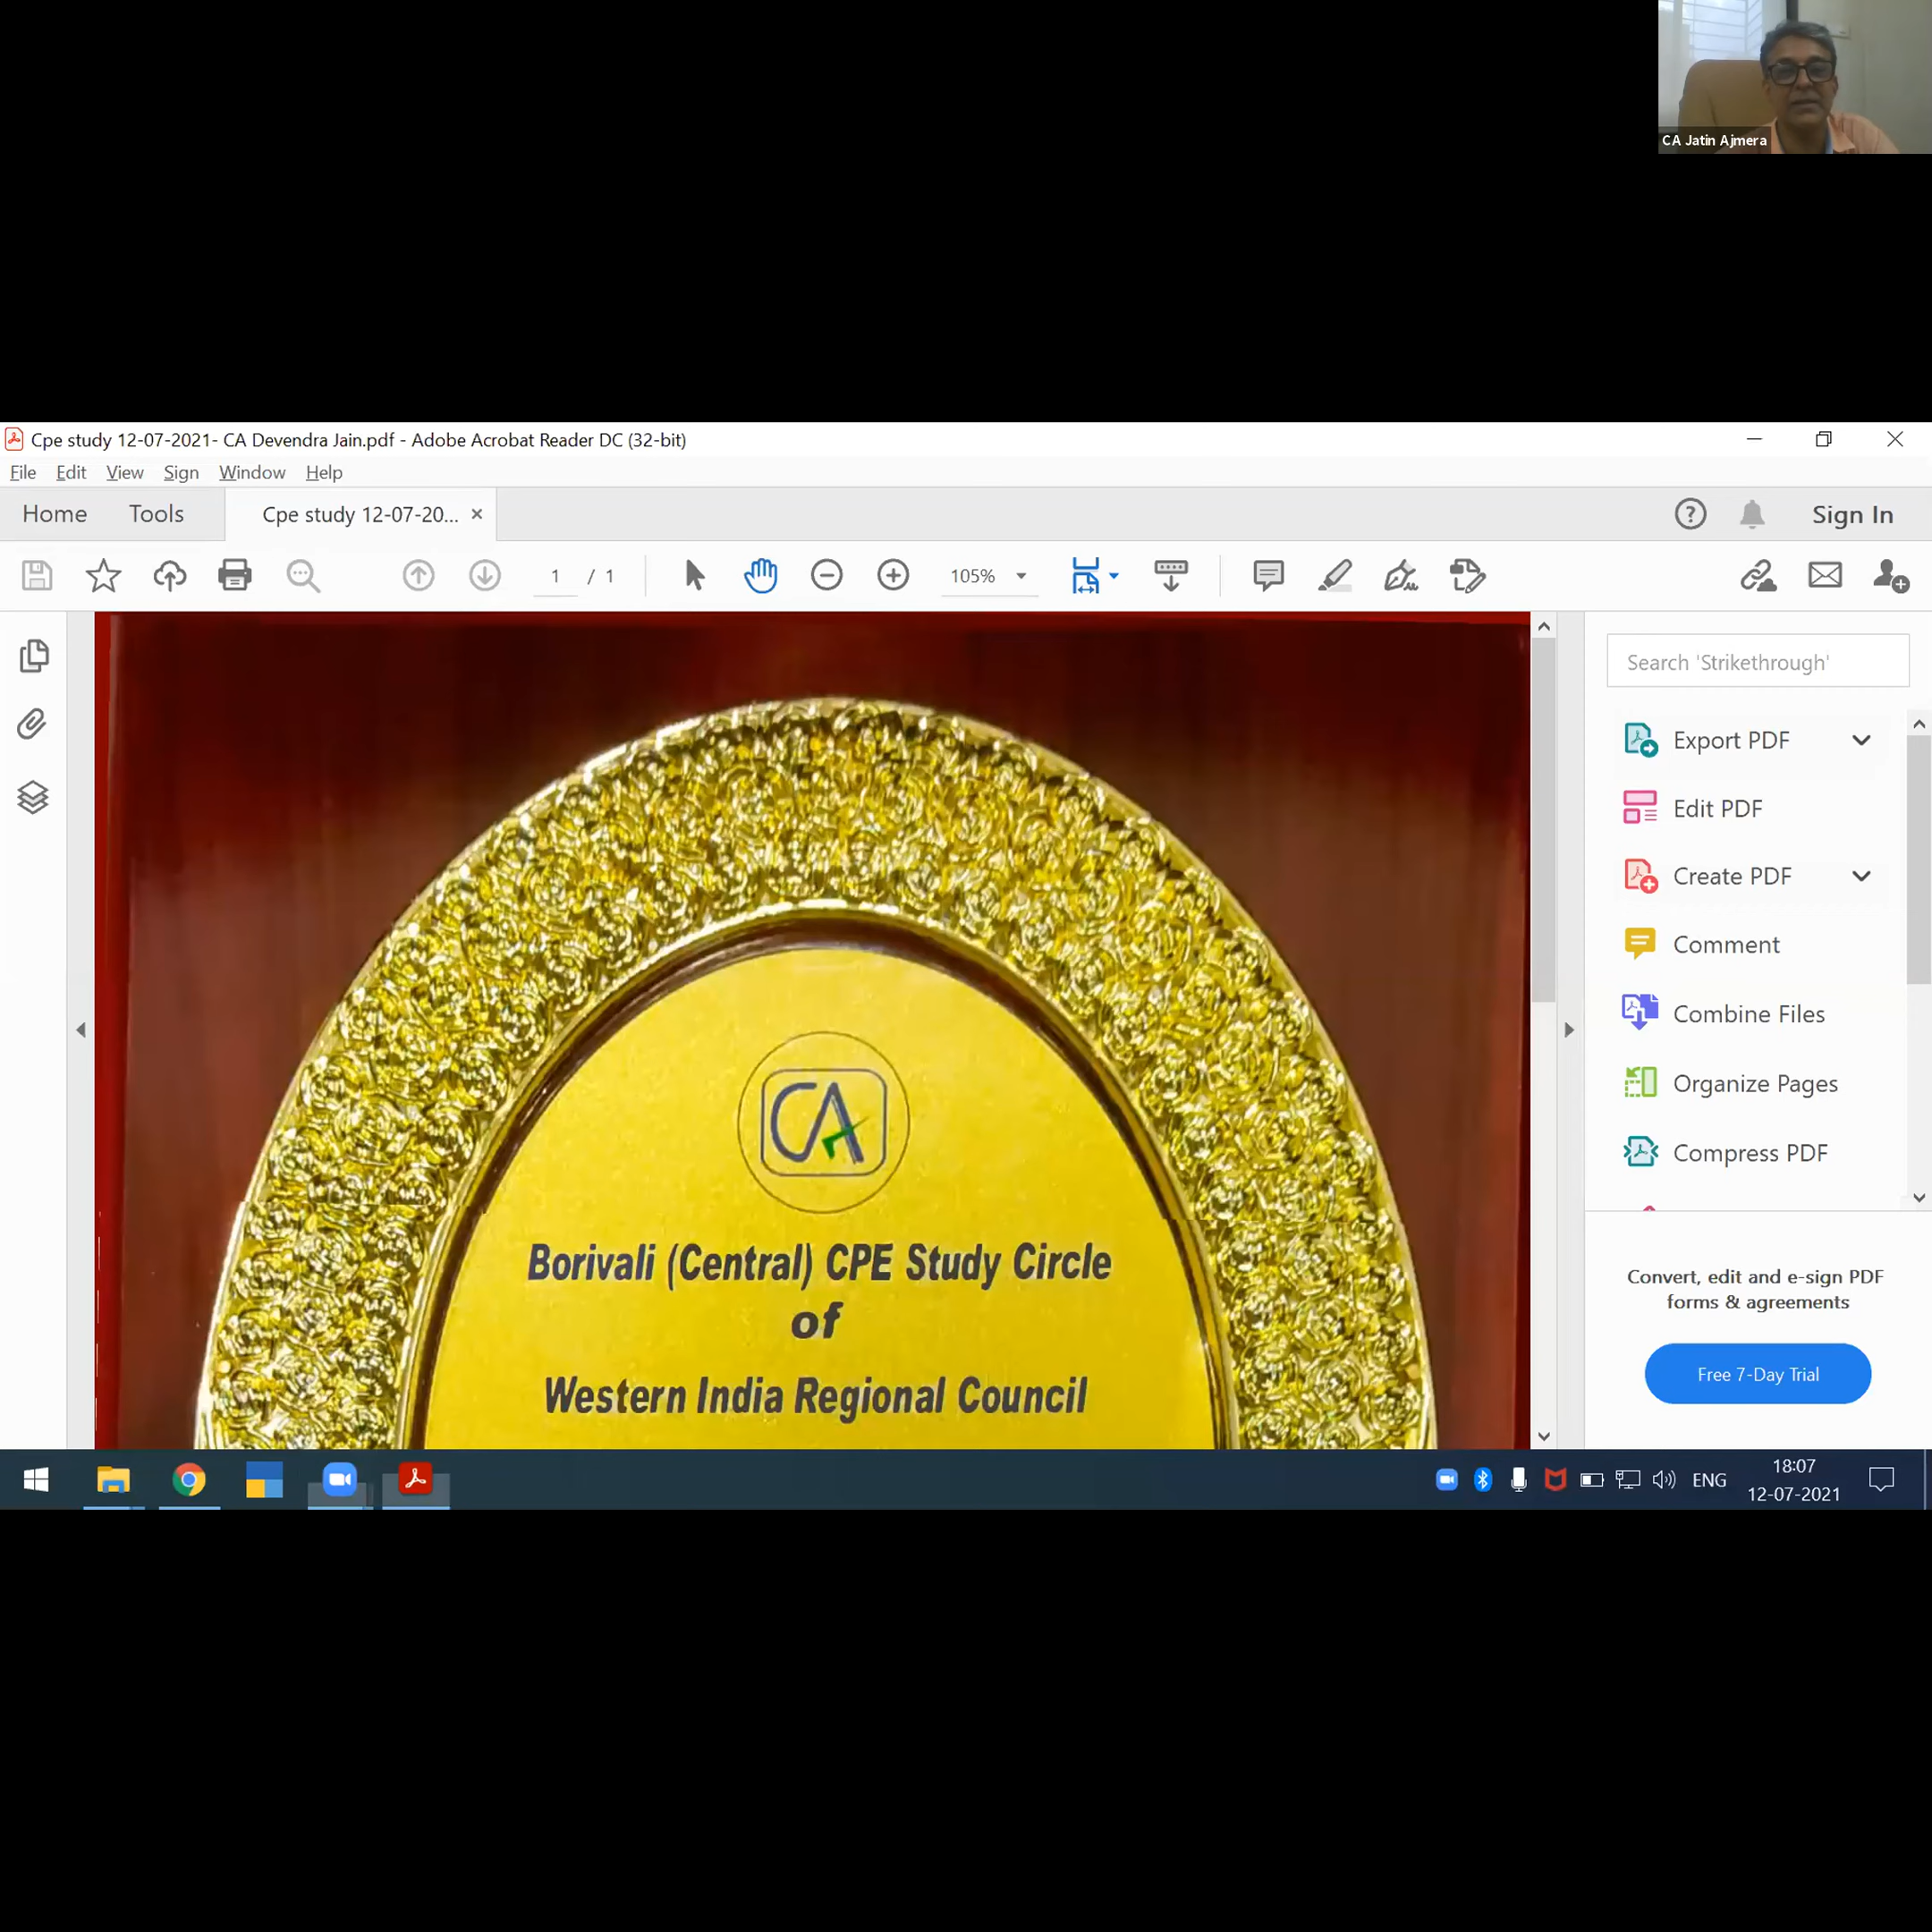 CA Jatin Ajmera
Cpe study 12-07-2021- CA Devendra Jain.pdf - Adobe Acrobat Reader DC (32-bit)
File Edit View Sign Window Help
Home Tools Cpe study 12-07-20... × Sign In
1 / 1 105%
Search 'Strikethrough'
Export PDF
Edit PDF
Create PDF
Comment
Combine Files
Organize Pages
Compress PDF
Convert, edit and e-sign PDF
forms & agreements
Free 7-Day Trial
CA
Borivali (Central) CPE Study Circle
of
Western India Regional Council
ENG
18:07
12-07-2021